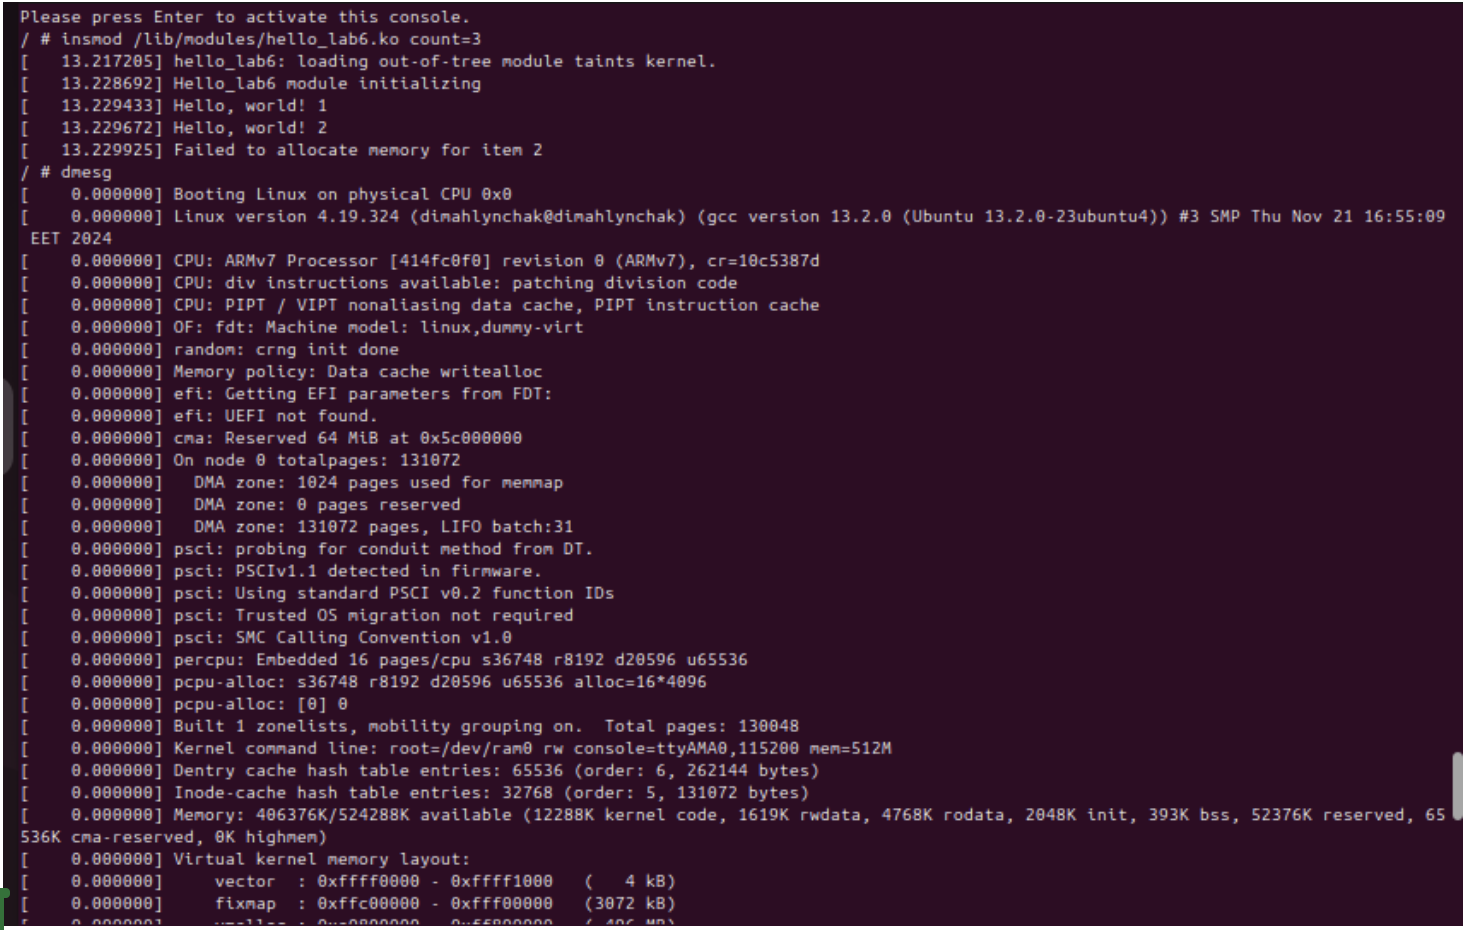 Please press Enter to activate this console.
/ # insmod /lib/modules/hello_lab6.ko count=3
[   13.217205] hello_lab6: loading out-of-tree module taints kernel.
[   13.228692] Hello_lab6 module initializing
[   13.229433] Hello, world! 1
[   13.229672] Hello, world! 2
[   13.229925] Failed to allocate memory for item 2
/ # dmesg
[    0.000000] Booting Linux on physical CPU 0x0
[    0.000000] Linux version 4.19.324 (dimahlynchak@dimahlynchak) (gcc version 13.2.0 (Ubuntu 13.2.0-23ubuntu4)) #3 SMP Thu Nov 21 16:55:09
 EET 2024
[    0.000000] CPU: ARMv7 Processor [414fc0f0] revision 0 (ARMv7), cr=10c5387d
[    0.000000] CPU: div instructions available: patching division code
[    0.000000] CPU: PIPT / VIPT nonaliasing data cache, PIPT instruction cache
[    0.000000] OF: fdt: Machine model: linux,dummy-virt
[    0.000000] random: crng init done
[    0.000000] Memory policy: Data cache writealloc
[    0.000000] efi: Getting EFI parameters from FDT:
[    0.000000] efi: UEFI not found.
[    0.000000] cma: Reserved 64 MiB at 0x5c000000
[    0.000000] On node 0 totalpages: 131072
[    0.000000]   DMA zone: 1024 pages used for memmap
[    0.000000]   DMA zone: 0 pages reserved
[    0.000000]   DMA zone: 131072 pages, LIFO batch:31
[    0.000000] psci: probing for conduit method from DT.
[    0.000000] psci: PSCIv1.1 detected in firmware.
[    0.000000] psci: Using standard PSCI v0.2 function IDs
[    0.000000] psci: Trusted OS migration not required
[    0.000000] psci: SMC Calling Convention v1.0
[    0.000000] percpu: Embedded 16 pages/cpu s36748 r8192 d20596 u65536
[    0.000000] pcpu-alloc: s36748 r8192 d20596 u65536 alloc=16*4096
[    0.000000] pcpu-alloc: [0] 0
[    0.000000] Built 1 zonelists, mobility grouping on.  Total pages: 130048
[    0.000000] Kernel command line: root=/dev/ram0 rw console=ttyAMA0,115200 mem=512M
[    0.000000] Dentry cache hash table entries: 65536 (order: 6, 262144 bytes)
[    0.000000] Inode-cache hash table entries: 32768 (order: 5, 131072 bytes)
[    0.000000] Memory: 406376K/524288K available (12288K kernel code, 1619K rwdata, 4768K rodata, 2048K init, 393K bss, 52376K reserved, 65
536K cma-reserved, 0K highmem)
[    0.000000] Virtual kernel memory layout:
[    0.000000]     vector  : 0xffff0000 - 0xffff1000   (   4 kB)
[    0.000000]     fixmap  : 0xffc00000 - 0xfff00000   (3072 kB)